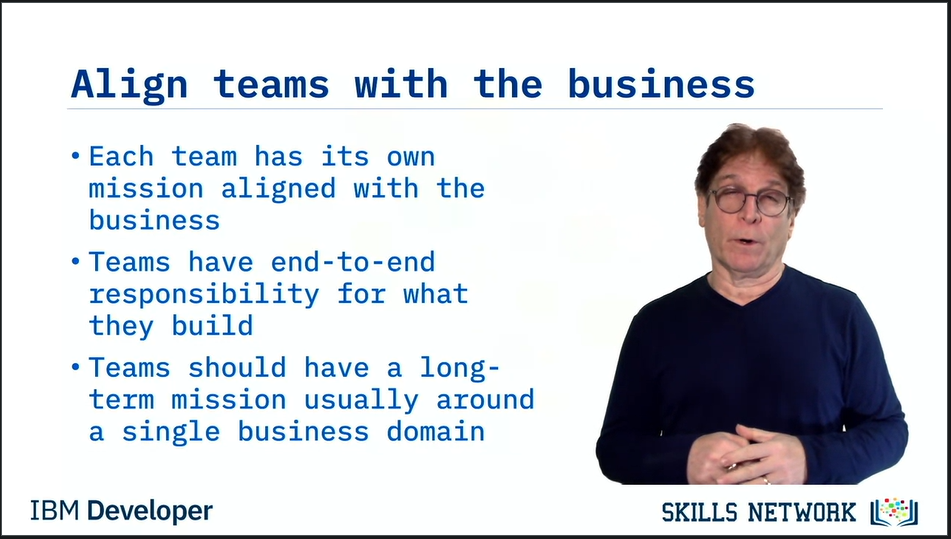 Align teams with the business
• Each team has its own
mission aligned with the
business
• Teams have end-to-end
responsibility for what
they build
• Teams should have a long-
term mission usually around
a single business domain
IBM Developer
SKILLS NETWORK